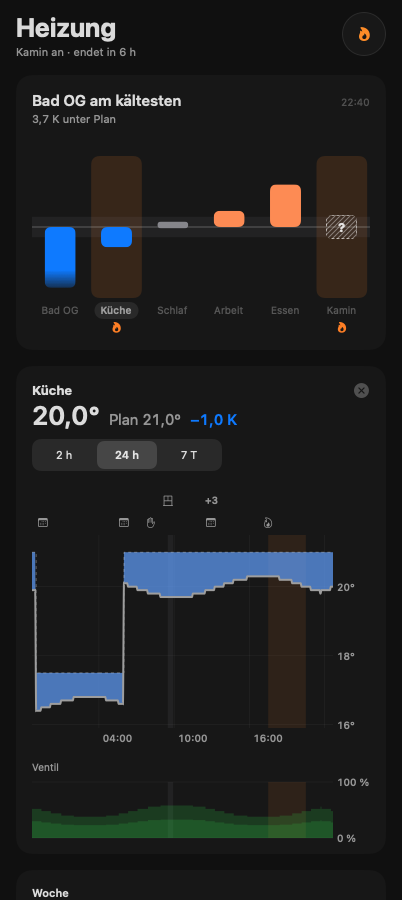 Heizung
Kamin an · endet in 6 h
Bad OG am kältesten
22:40
3,7 K unter Plan
?
Bad OG Küche Schlaf Arbeit Essen Kamin
Küche
20,0° Plan 21,0° −1,0 K
2 h 24 h 7 T
+3
20°
18°
16°
04:00 10:00 16:00
Ventil
100 %
0 %
Woche